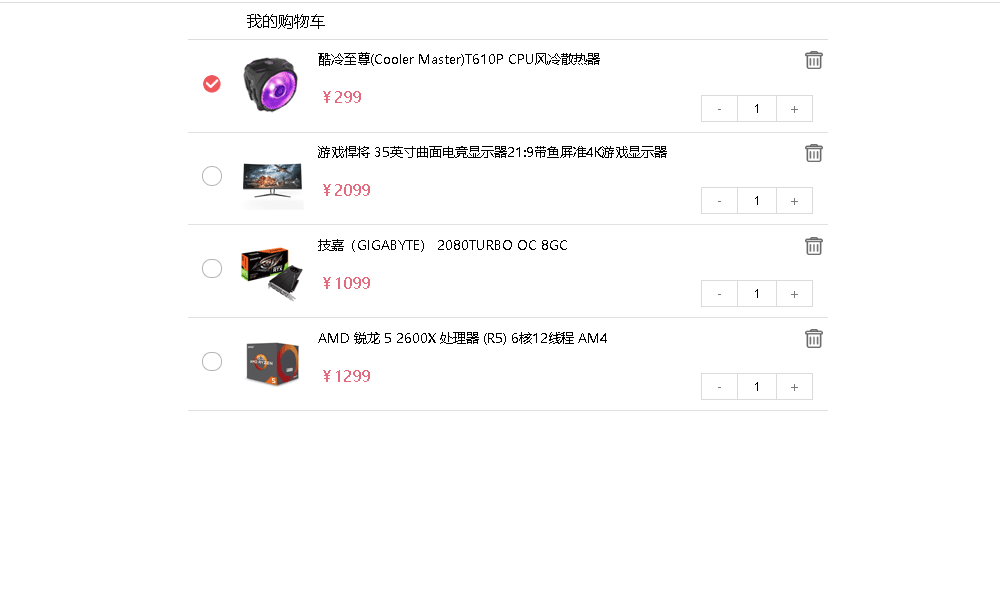 我的购物车
酷冷至尊(Cooler Master)T610P CPU风冷散热器
￥299
- 1 +
游戏悍将 35英寸曲面电竞显示器21:9带鱼屏准4K游戏显示器
￥2099
- 1 +
技嘉（GIGABYTE） 2080TURBO OC 8GC
￥1099
- 1 +
AMD 锐龙 5 2600X 处理器 (R5) 6核12线程 AM4
￥1299
- 1 +